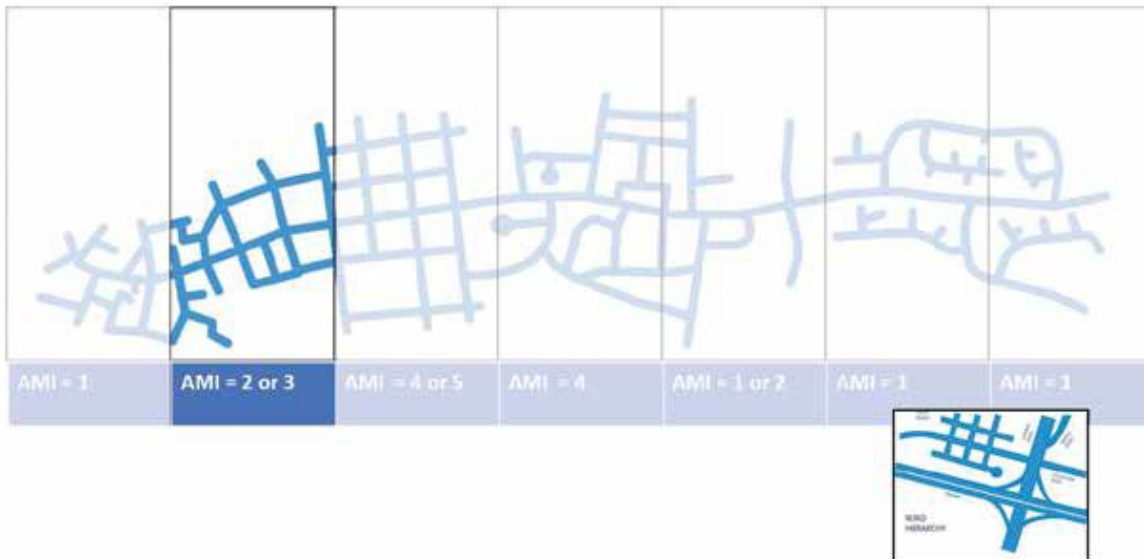 AMI = 1
AMI = 2 or 3
AMI = 4 or 5
AMI = 4
AMI = 1 or 2
AMI = 1
AMI = 1
ROAD
HIERARCHY